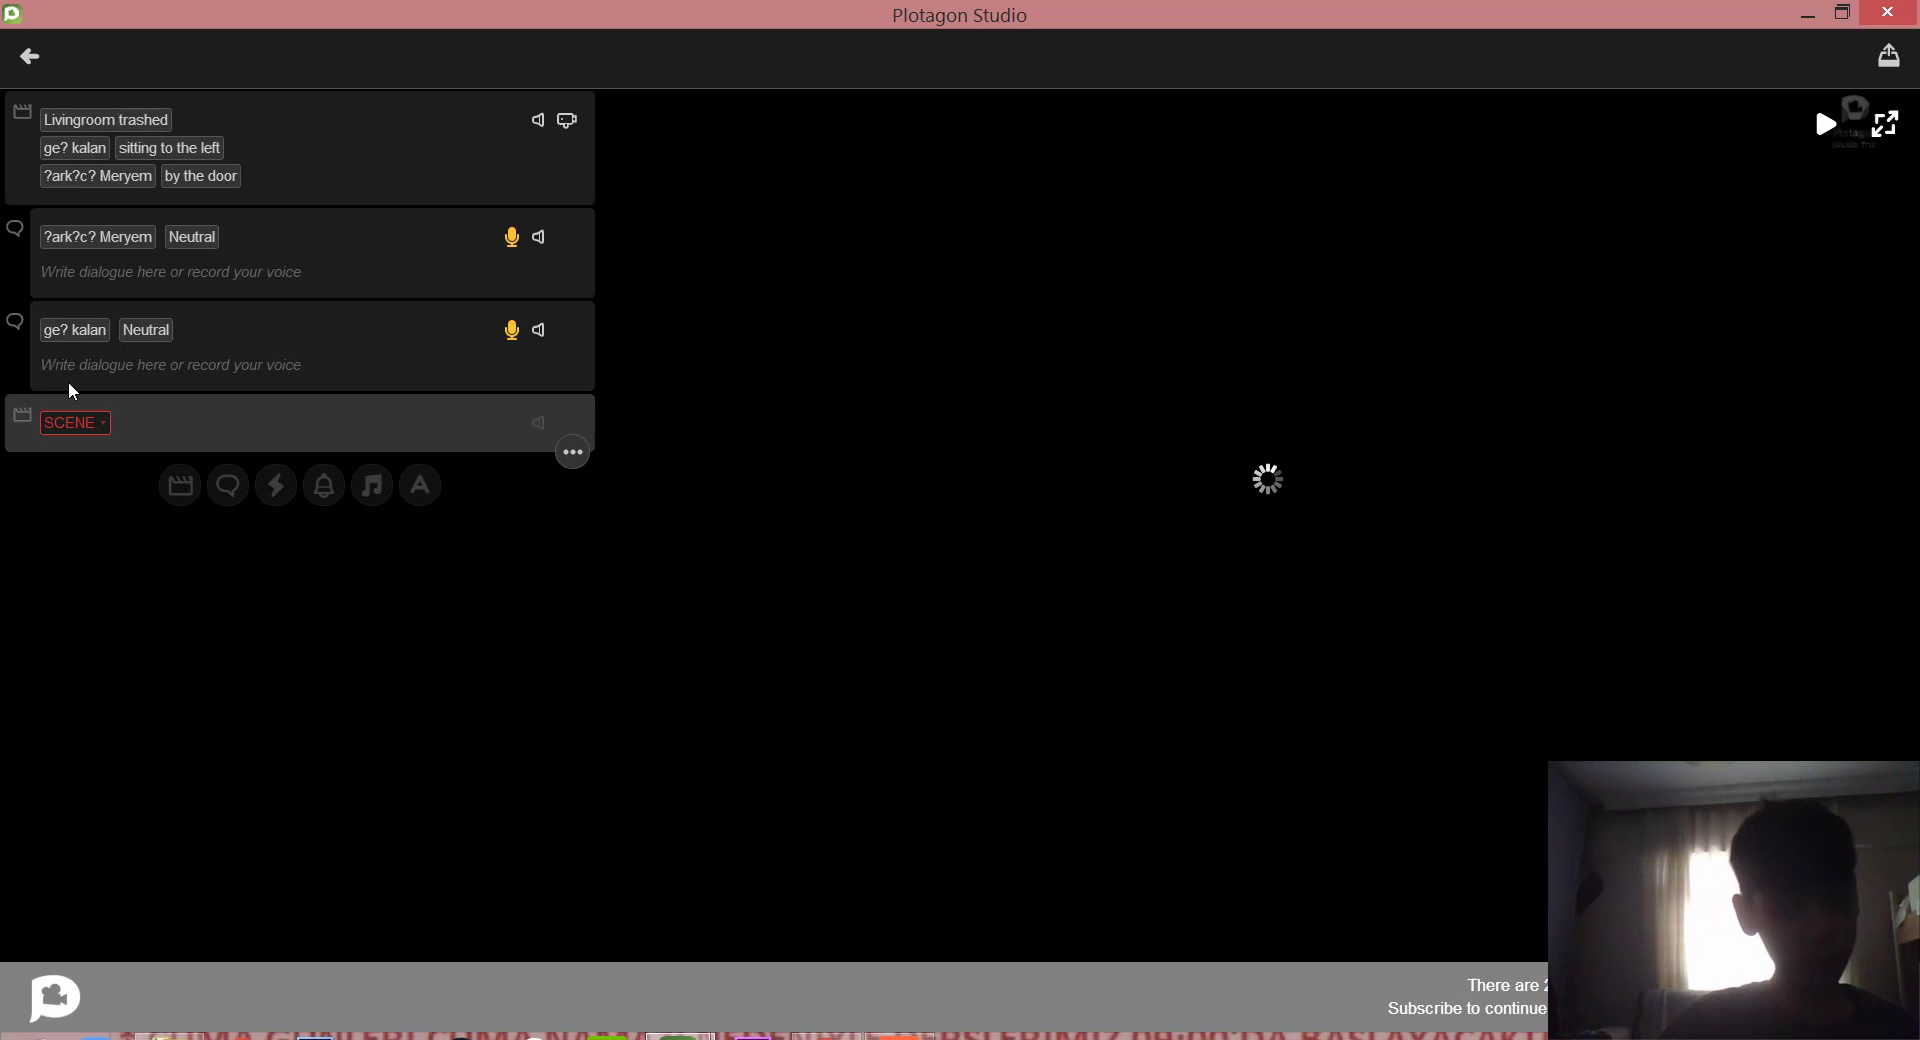 Plotagon Studio
Livingroom trashed
ge? kalan sitting to the left
?ark?c? Meryem by the door
?ark?c? Meryem Neutral
Write dialogue here or record your voice
ge? kalan Neutral
Write dialogue here or record your voice
SCENE
There are 2
Subscribe to continue